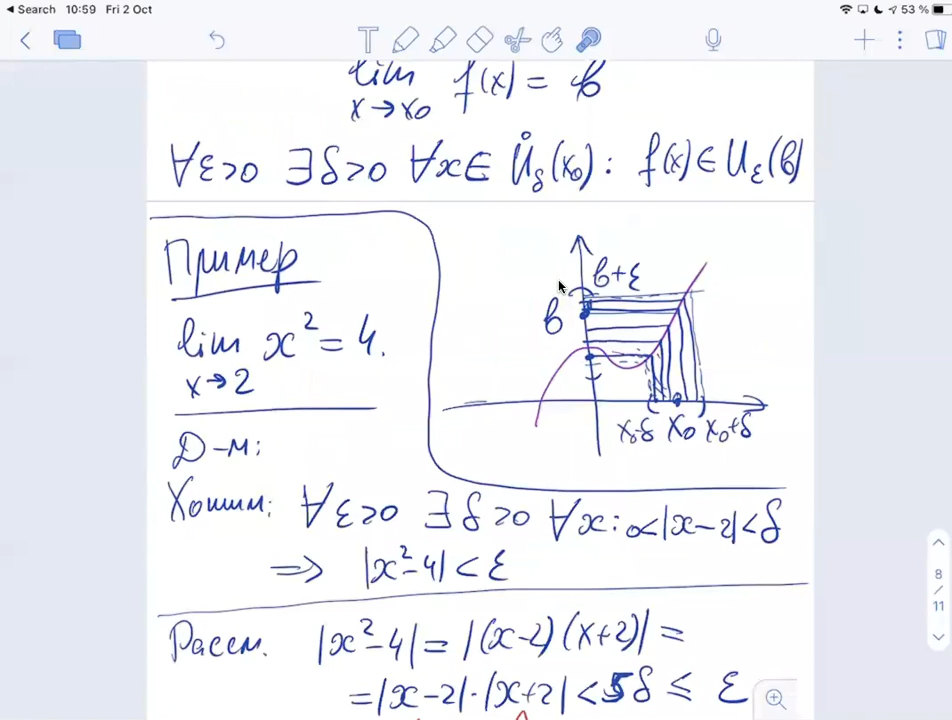 Search 10:59 Fri 2 Oct 53 %
lim f(x) = b
x→x₀
∀ε>0 ∃δ>0 ∀x∈ Ů_δ(x₀): f(x)∈U_ε(b)
Пример
lim x² = 4.
x→2
b+ε
b
x₀-δ x₀ x₀+δ
Д-м:
Хотим: ∀ε>0 ∃δ>0 ∀x: 0<|x-2|<δ
⇒ |x²-4|<ε
Рассм. |x²-4| = |(x-2)(x+2)| =
= |x-2|·|x+2| < 5δ ≤ ε
8
/
11